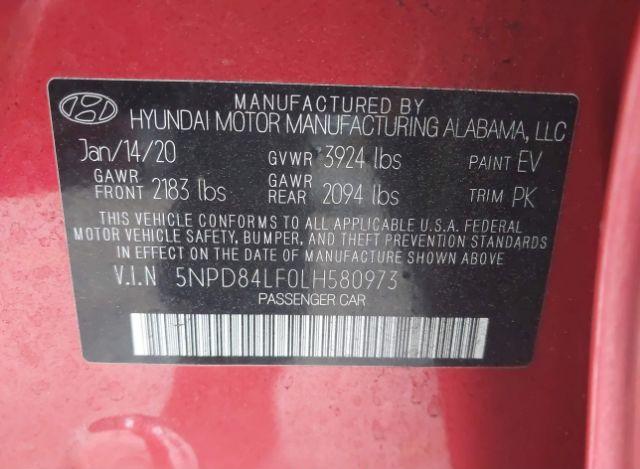 MANUFACTURED BY
HYUNDAI MOTOR MANUFACTURING ALABAMA, LLC
Jan/14/20 GVWR 3924 lbs PAINT EV
GAWR FRONT 2183 lbs GAWR REAR 2094 lbs TRIM PK
THIS VEHICLE CONFORMS TO ALL APPLICABLE U.S.A. FEDERAL
MOTOR VEHICLE SAFETY, BUMPER, AND THEFT PREVENTION STANDARDS
IN EFFECT ON THE DATE OF MANUFACTURE SHOWN ABOVE
V.I.N 5NPD84LF0LH580973
PASSENGER CAR